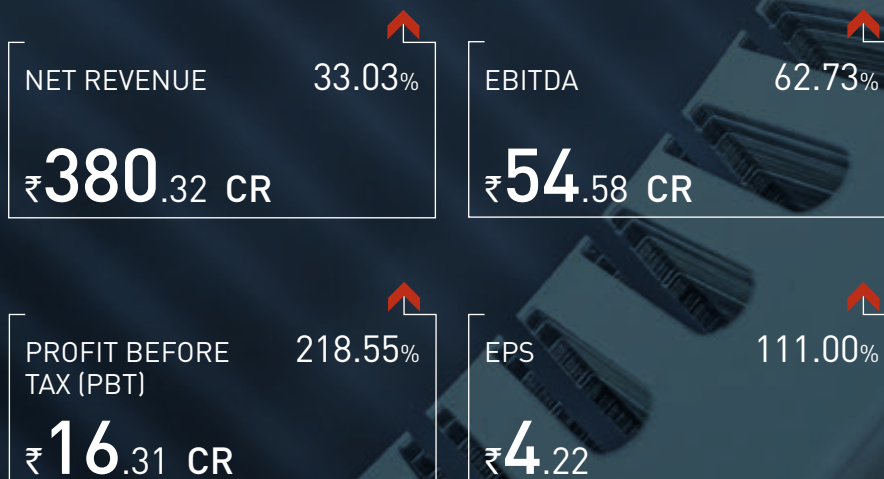 NET REVENUE 33.03%
₹380.32 CR
EBITDA 62.73%
₹54.58 CR
PROFIT BEFORE TAX (PBT) 218.55%
₹16.31 CR
EPS 111.00%
₹4.22